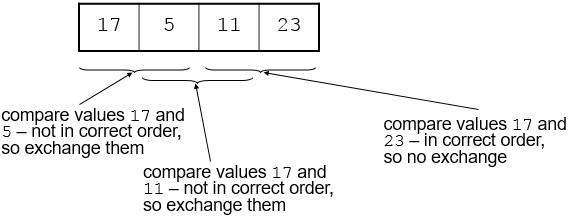 17 5 11 23
compare values 17 and
5 – not in correct order,
so exchange them
compare values 17 and
11 – not in correct order,
so exchange them
compare values 17 and
23 – in correct order,
so no exchange